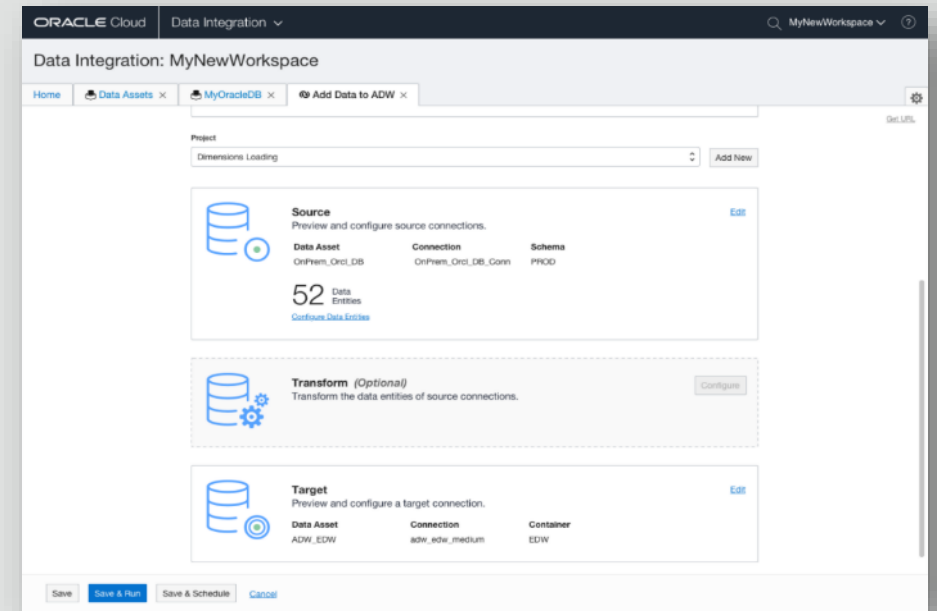 ORACLE Cloud Data Integration MyNewWorkspace ?
Data Integration: MyNewWorkspace
Home Data Assets × MyOracleDB × Add Data to ADW ×
Get URL
Project
Dimensions Loading Add New
Source Edit
Preview and configure source connections.
Data Asset Connection Schema
OnPrem_Orcl_DB OnPrem_Orcl_DB_Conn PROD
52 Data Entities
Configure Data Entities
Transform (Optional) Configure
Transform the data entities of source connections.
Target Edit
Preview and configure a target connection.
Data Asset Connection Container
ADW_EDW adw_edw_medium EDW
Save Save & Run Save & Schedule Cancel